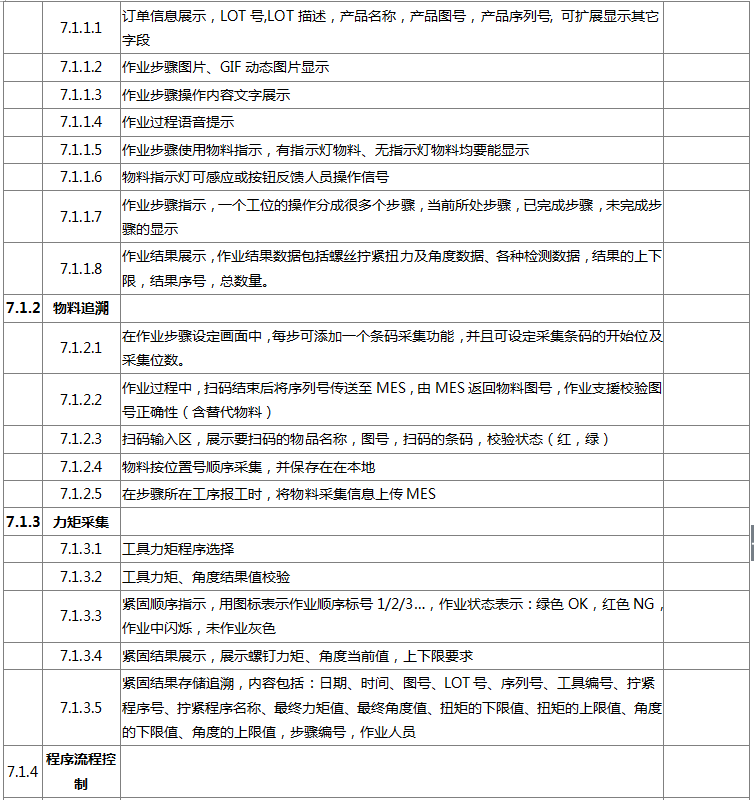 订单信息展示，LOT 号,LOT 描述，产品名称，产品图号，产品序列号, 可扩展显示其它
7.1.1.1
字段
7.1.1.2 作业步骤图片、GIF 动态图片显示
7.1.1.3 作业步骤操作内容文字展示
7.1.1.4 作业过程语音提示
7.1.1.5 作业步骤使用物料指示，有指示灯物料、无指示灯物料均要能显示
7.1.1.6 物料指示灯可感应或按钮反馈人员操作信号
作业步骤指示，一个工位的操作分成很多个步骤，当前所处步骤，已完成步骤，未完成步
7.1.1.7
骤的显示
作业结果展示，作业结果数据包括螺丝拧紧扭力及角度数据、各种检测数据，结果的上下
7.1.1.8
限，结果序号，总数量。
7.1.2 物料追溯
在作业步骤设定画面中，每步可添加一个条码采集功能，并且可设定采集条码的开始位及
7.1.2.1
采集位数。
作业过程中，扫码结束后将序列号传送至 MES，由 MES 返回物料图号，作业支援校验图
7.1.2.2
号正确性（含替代物料）
7.1.2.3 扫码输入区，展示要扫码的物品名称，图号，扫码的条码，校验状态（红，绿）
7.1.2.4 物料按位置号顺序采集，并保存在在本地
7.1.2.5 在步骤所在工序报工时，将物料采集信息上传 MES
7.1.3 力矩采集
7.1.3.1 工具力矩程序选择
7.1.3.2 工具力矩、角度结果值校验
紧固顺序指示，用图标表示作业顺序标号 1/2/3...，作业状态表示：绿色 OK，红色 NG，
7.1.3.3
作业中闪烁，未作业灰色
7.1.3.4 紧固结果展示，展示螺钉力矩、角度当前值，上下限要求
紧固结果存储追溯，内容包括：日期、时间、图号、LOT 号、序列号、工具编号、拧紧
7.1.3.5 程序号、拧紧程序名称、最终力矩值、最终角度值、扭矩的下限值、扭矩的上限值、角度
的下限值、角度的上限值，步骤编号，作业人员
7.1.4 程序流程控
制